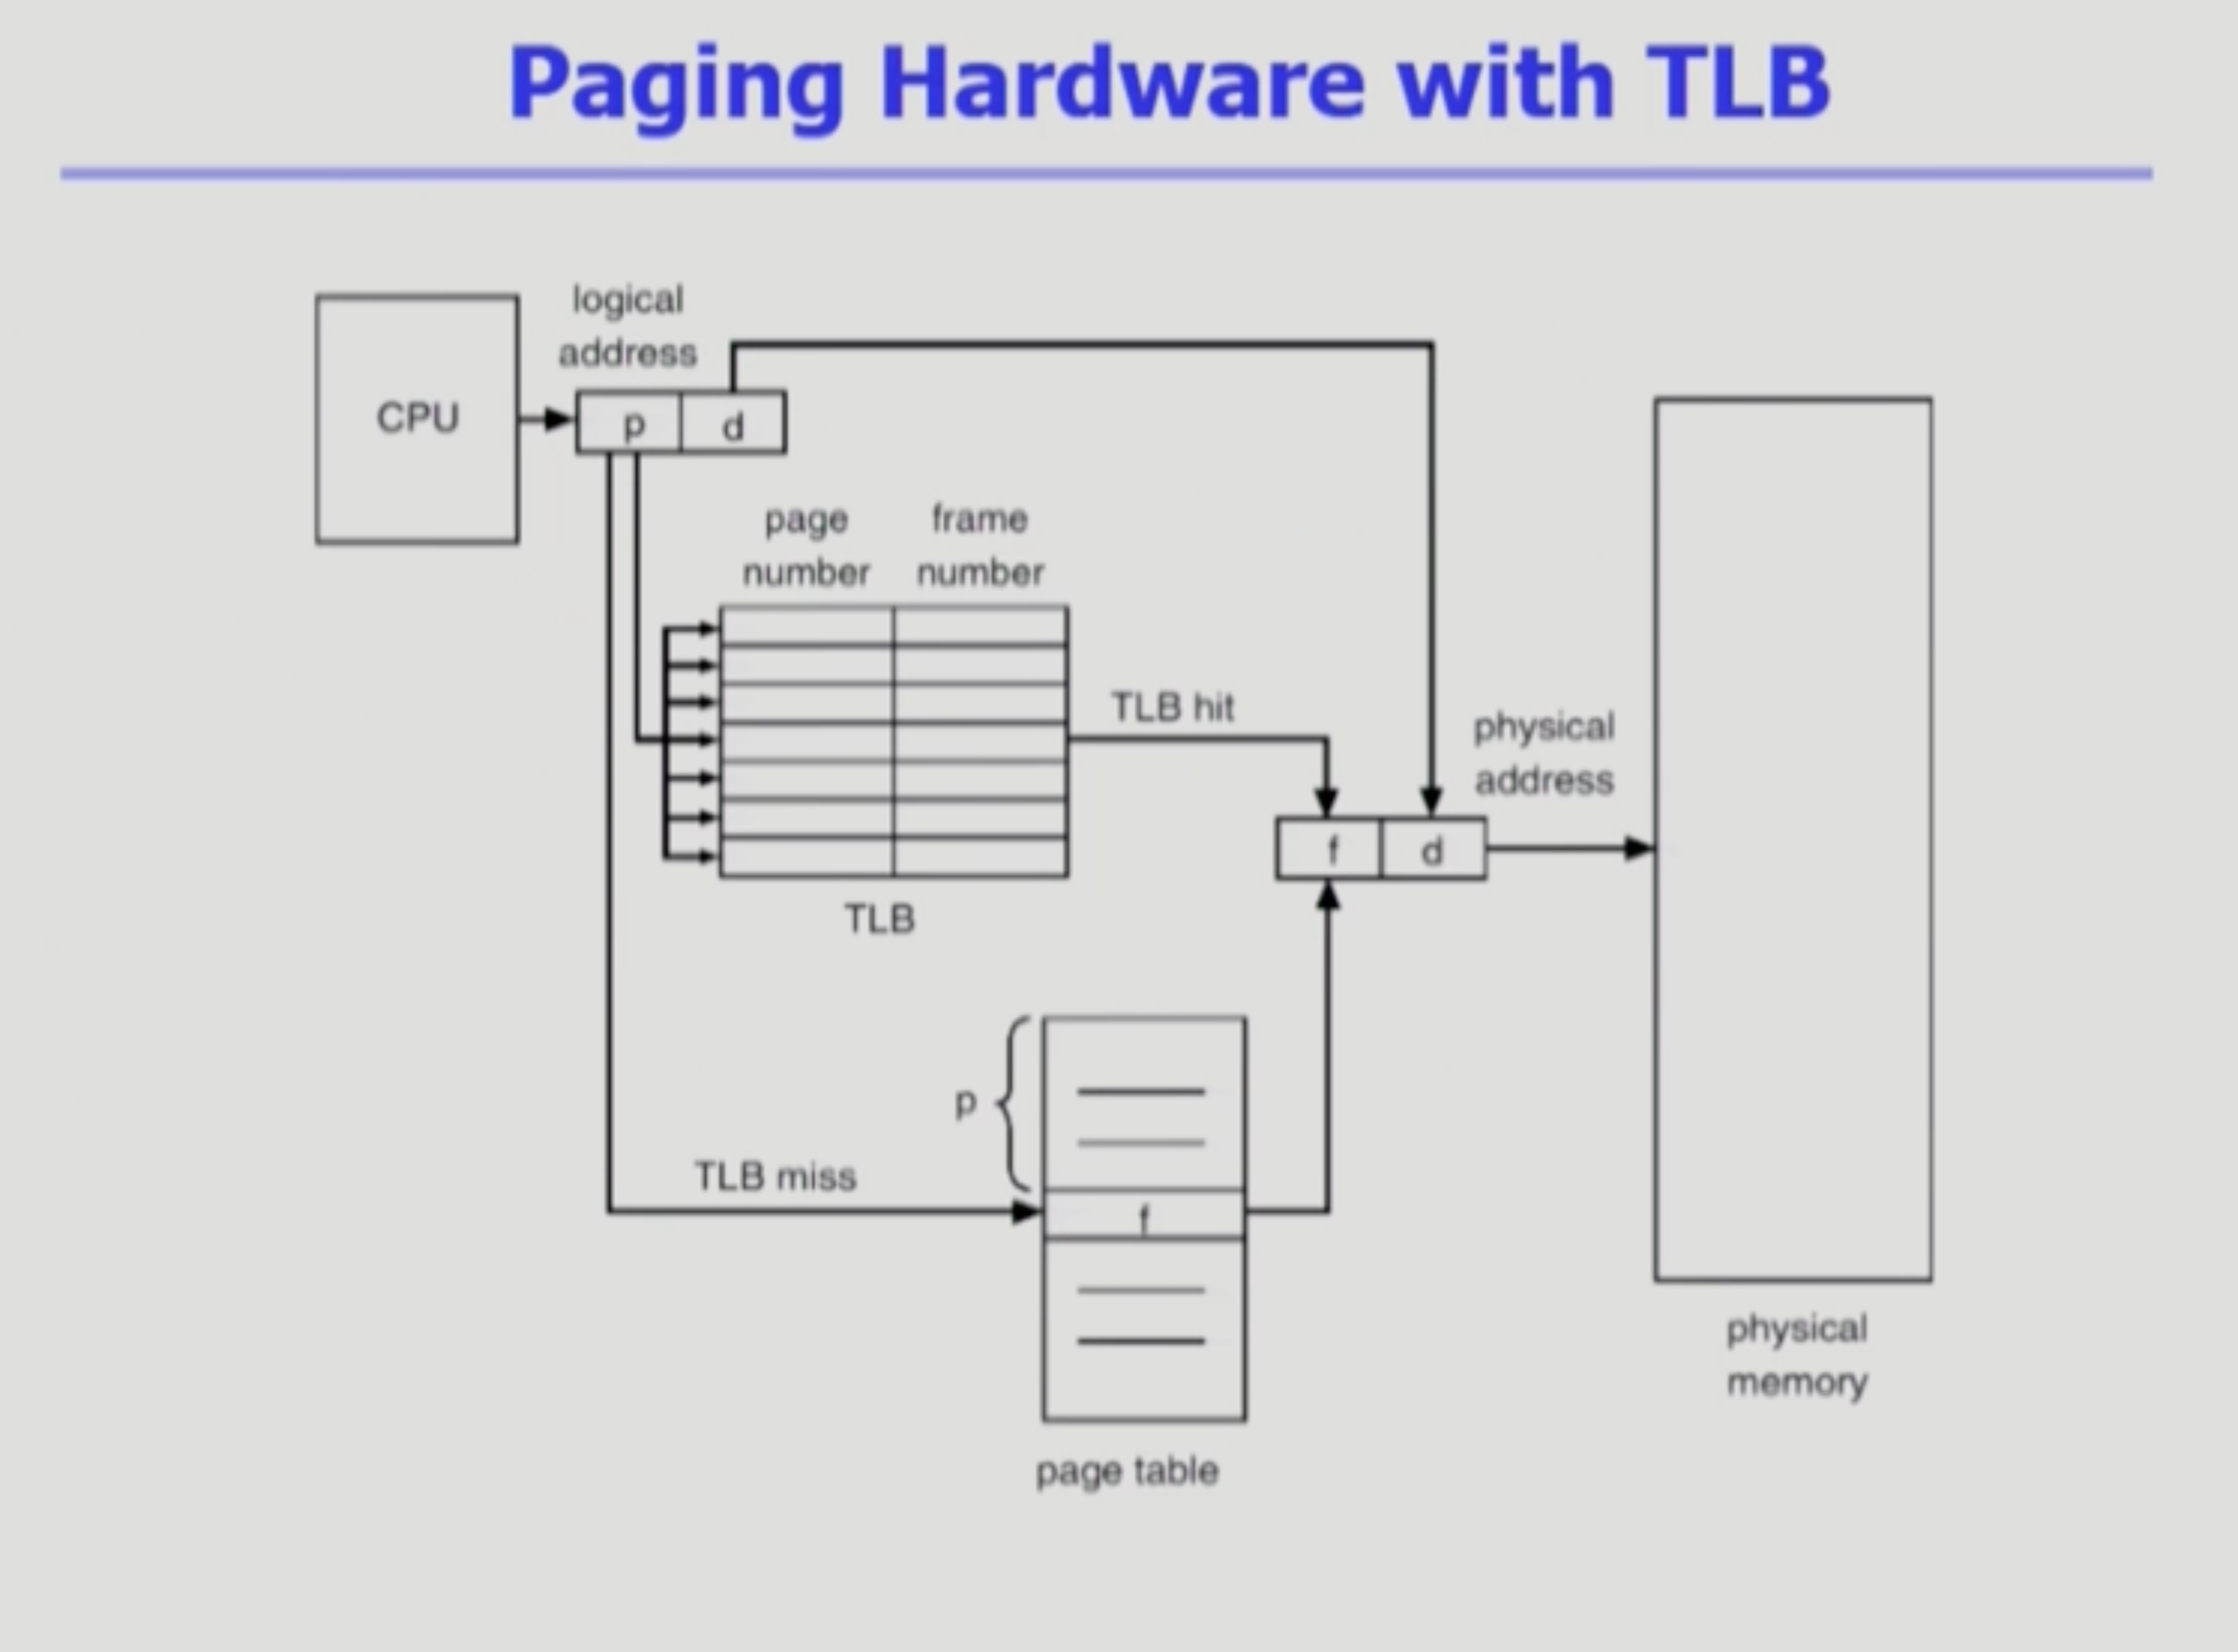 Paging Hardware with TLB
logical
address
CPU
p
d
page
number
frame
number
TLB hit
physical
address
f
d
TLB
p
TLB miss
f
physical
memory
page table